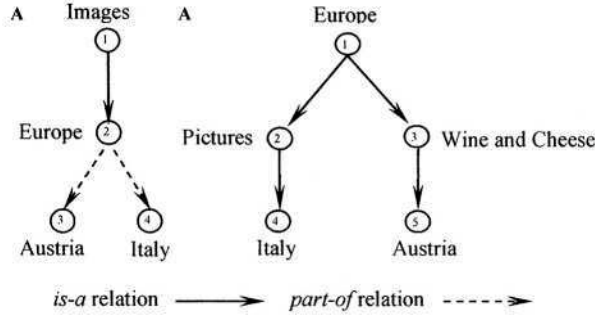 A Images A Europe
1 1
Europe 2 Pictures 2 3 Wine and Cheese
3 4 4 5
Austria Italy Italy Austria
is-a relation part-of relation